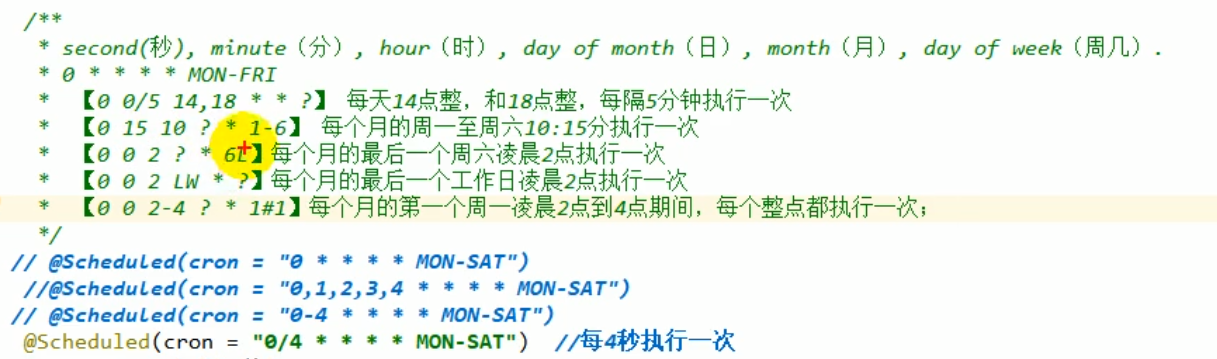 /**
* second(秒), minute（分）, hour（时）, day of month（日）, month（月）, day of week（周几）.
* 0 * * * * MON-FRI
* 【0 0/5 14,18 * * ?】 每天14点整，和18点整，每隔5分钟执行一次
* 【0 15 10 ? * 1-6】 每个月的周一至周六10:15分执行一次
* 【0 0 2 ? * 6L】每个月的最后一个周六凌晨2点执行一次
* 【0 0 2 LW * ?】每个月的最后一个工作日凌晨2点执行一次
* 【0 0 2-4 ? * 1#1】每个月的第一个周一凌晨2点到4点期间，每个整点都执行一次；
*/
// @Scheduled(cron = "0 * * * * MON-SAT")
//@Scheduled(cron = "0,1,2,3,4 * * * * MON-SAT")
// @Scheduled(cron = "0-4 * * * * MON-SAT")
@Scheduled(cron = "0/4 * * * * MON-SAT") //每4秒执行一次